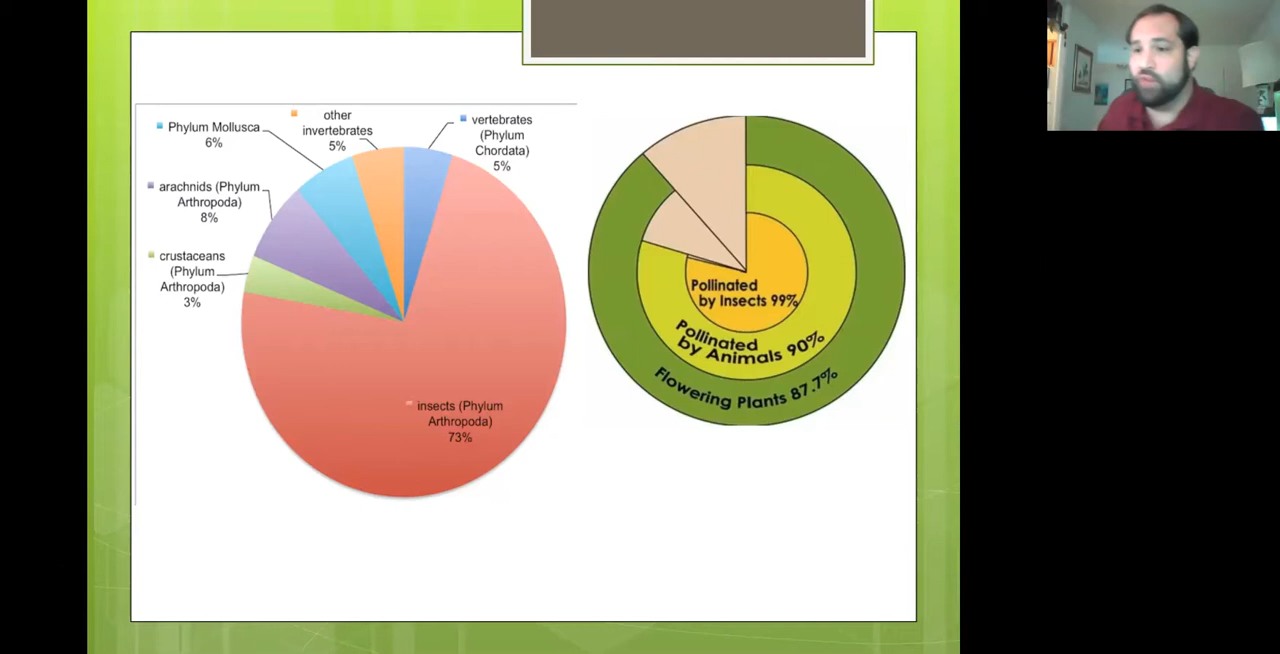 other
invertebrates
5%
vertebrates
(Phylum
Chordata)
5%
Phylum Mollusca
6%
arachnids (Phylum
Arthropoda)
8%
crustaceans
(Phylum
Arthropoda)
3%
insects (Phylum
Arthropoda)
73%
Pollinated
by Insects 99%
Pollinated
by Animals 90%
Flowering Plants 87.7%